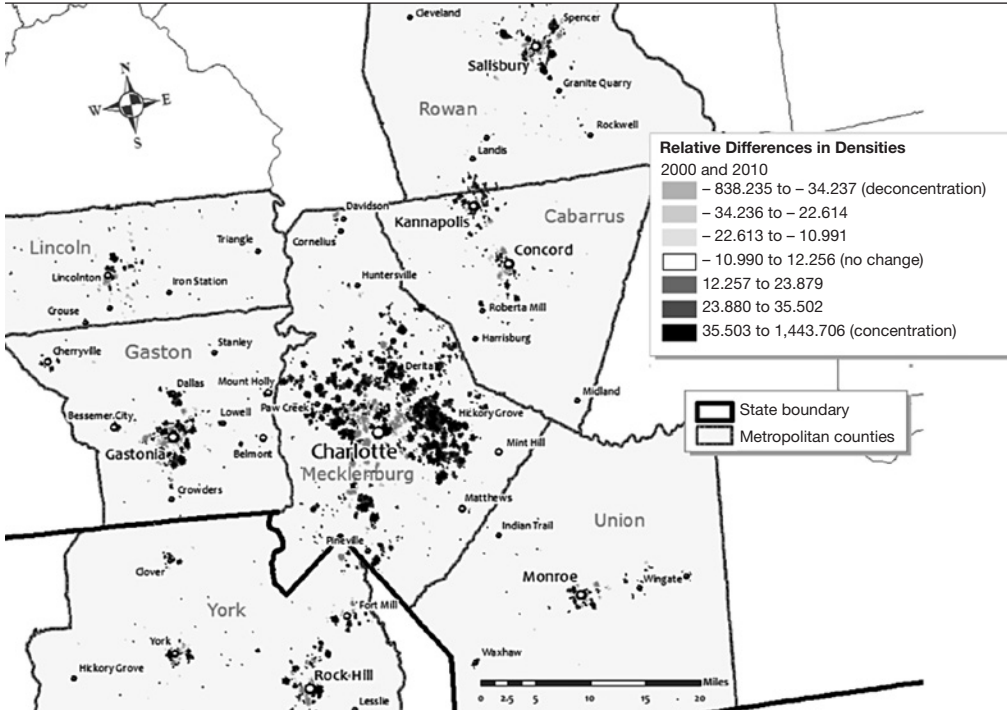 Cleveland
Spencer
Salisbury
Granite Quarry
Rowan
Rockwell
Landis
N
W
E
S
Relative Differences in Densities
2000 and 2010
– 838.235 to – 34.237 (deconcentration)
– 34.236 to – 22.614
– 22.613 to – 10.991
– 10.990 to 12.256 (no change)
12.257 to 23.879
23.880 to 35.502
35.503 to 1,443.706 (concentration)
Davidson
Kannapolis
Cabarrus
Cornelius
Triangle
Lincoln
Concord
Lincolnton
Iron Station
Huntersville
Crouse
Roberta Mill
Harrisburg
Stanley
Cherryville
Gaston
Derita
Dallas
Mount Holly
Midland
State boundary
Metropolitan counties
Bessemer City
Lowell
Paw Creek
Hickory Grove
Mint Hill
Gastonia
Belmont
Charlotte
Mecklenburg
Crowders
Matthews
Indian Trail
Union
Pineville
Clover
Monroe
Wingate
York
Fort Mill
York
Hickory Grove
Waxhaw
Rock Hill
Lesslie
Miles
0 2.5 5 10 15 20